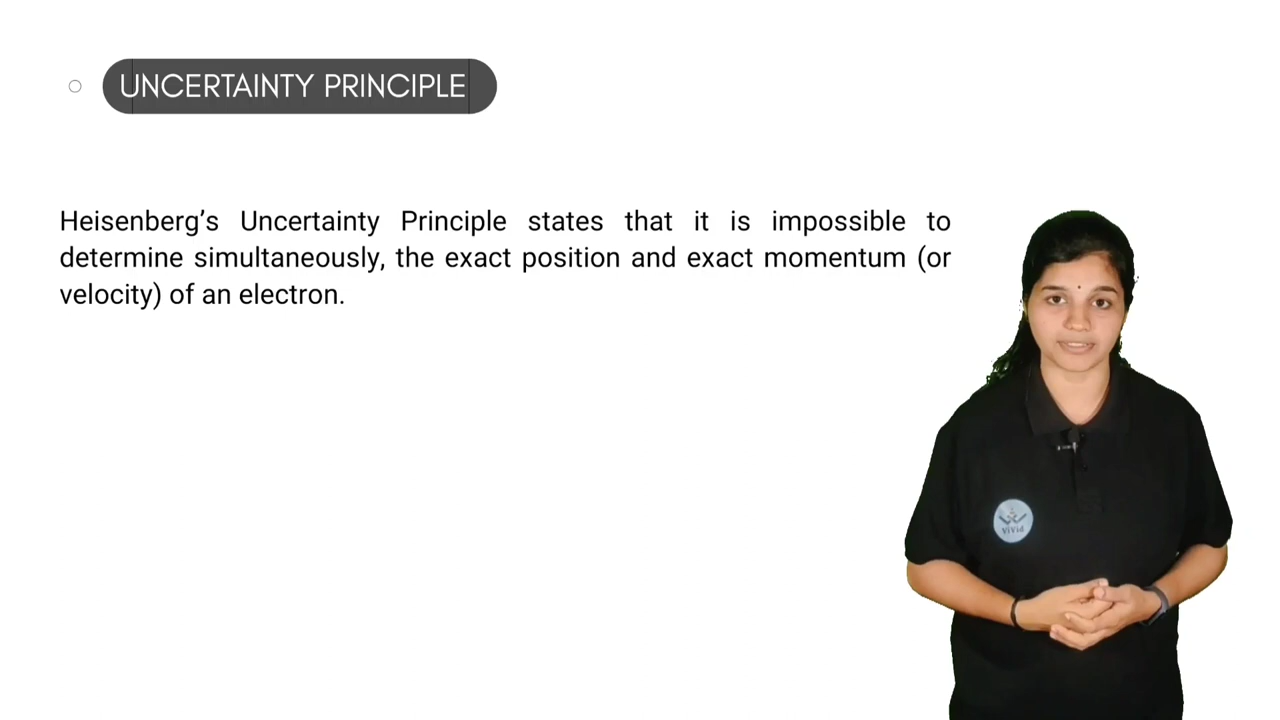 UNCERTAINTY PRINCIPLE
Heisenberg’s Uncertainty Principle states that it is impossible to
determine simultaneously, the exact position and exact momentum (or
velocity) of an electron.
vivid